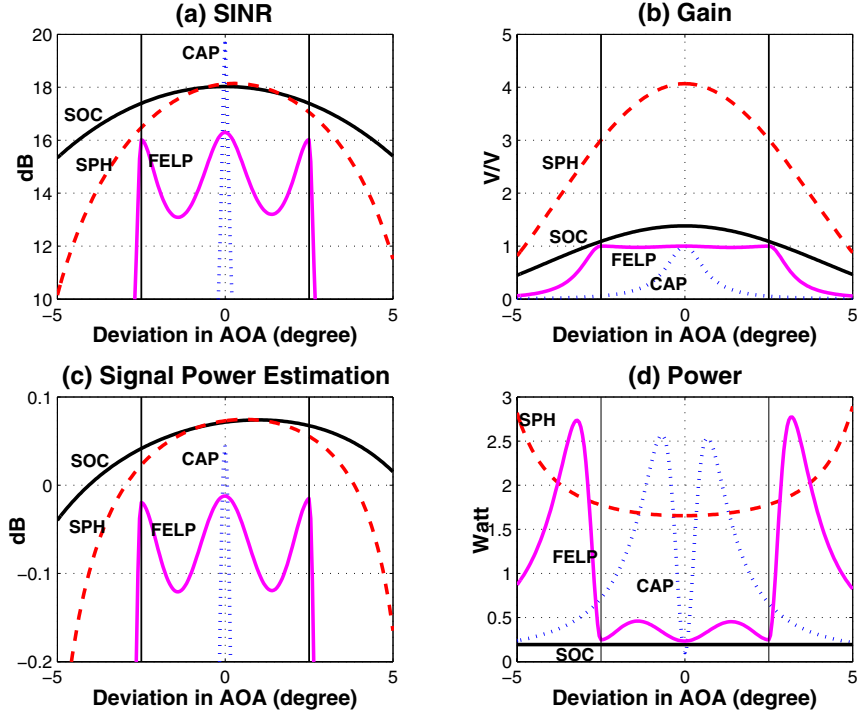 (a) SINR
20
18
16
14
12
10
dB
CAP
SOC
SPH
FELP
−5
0
5
Deviation in AOA (degree)
(b) Gain
5
4
3
2
1
0
V/V
SPH
SOC
FELP
CAP
−5
0
5
Deviation in AOA (degree)
(c) Signal Power Estimation
0.1
0
−0.1
−0.2
dB
SOC
CAP
SPH
FELP
−5
0
5
Deviation in AOA (degree)
(d) Power
3
2.5
2
1.5
1
0.5
0
Watt
SPH
FELP
CAP
SOC
−5
0
5
Deviation in AOA (degree)